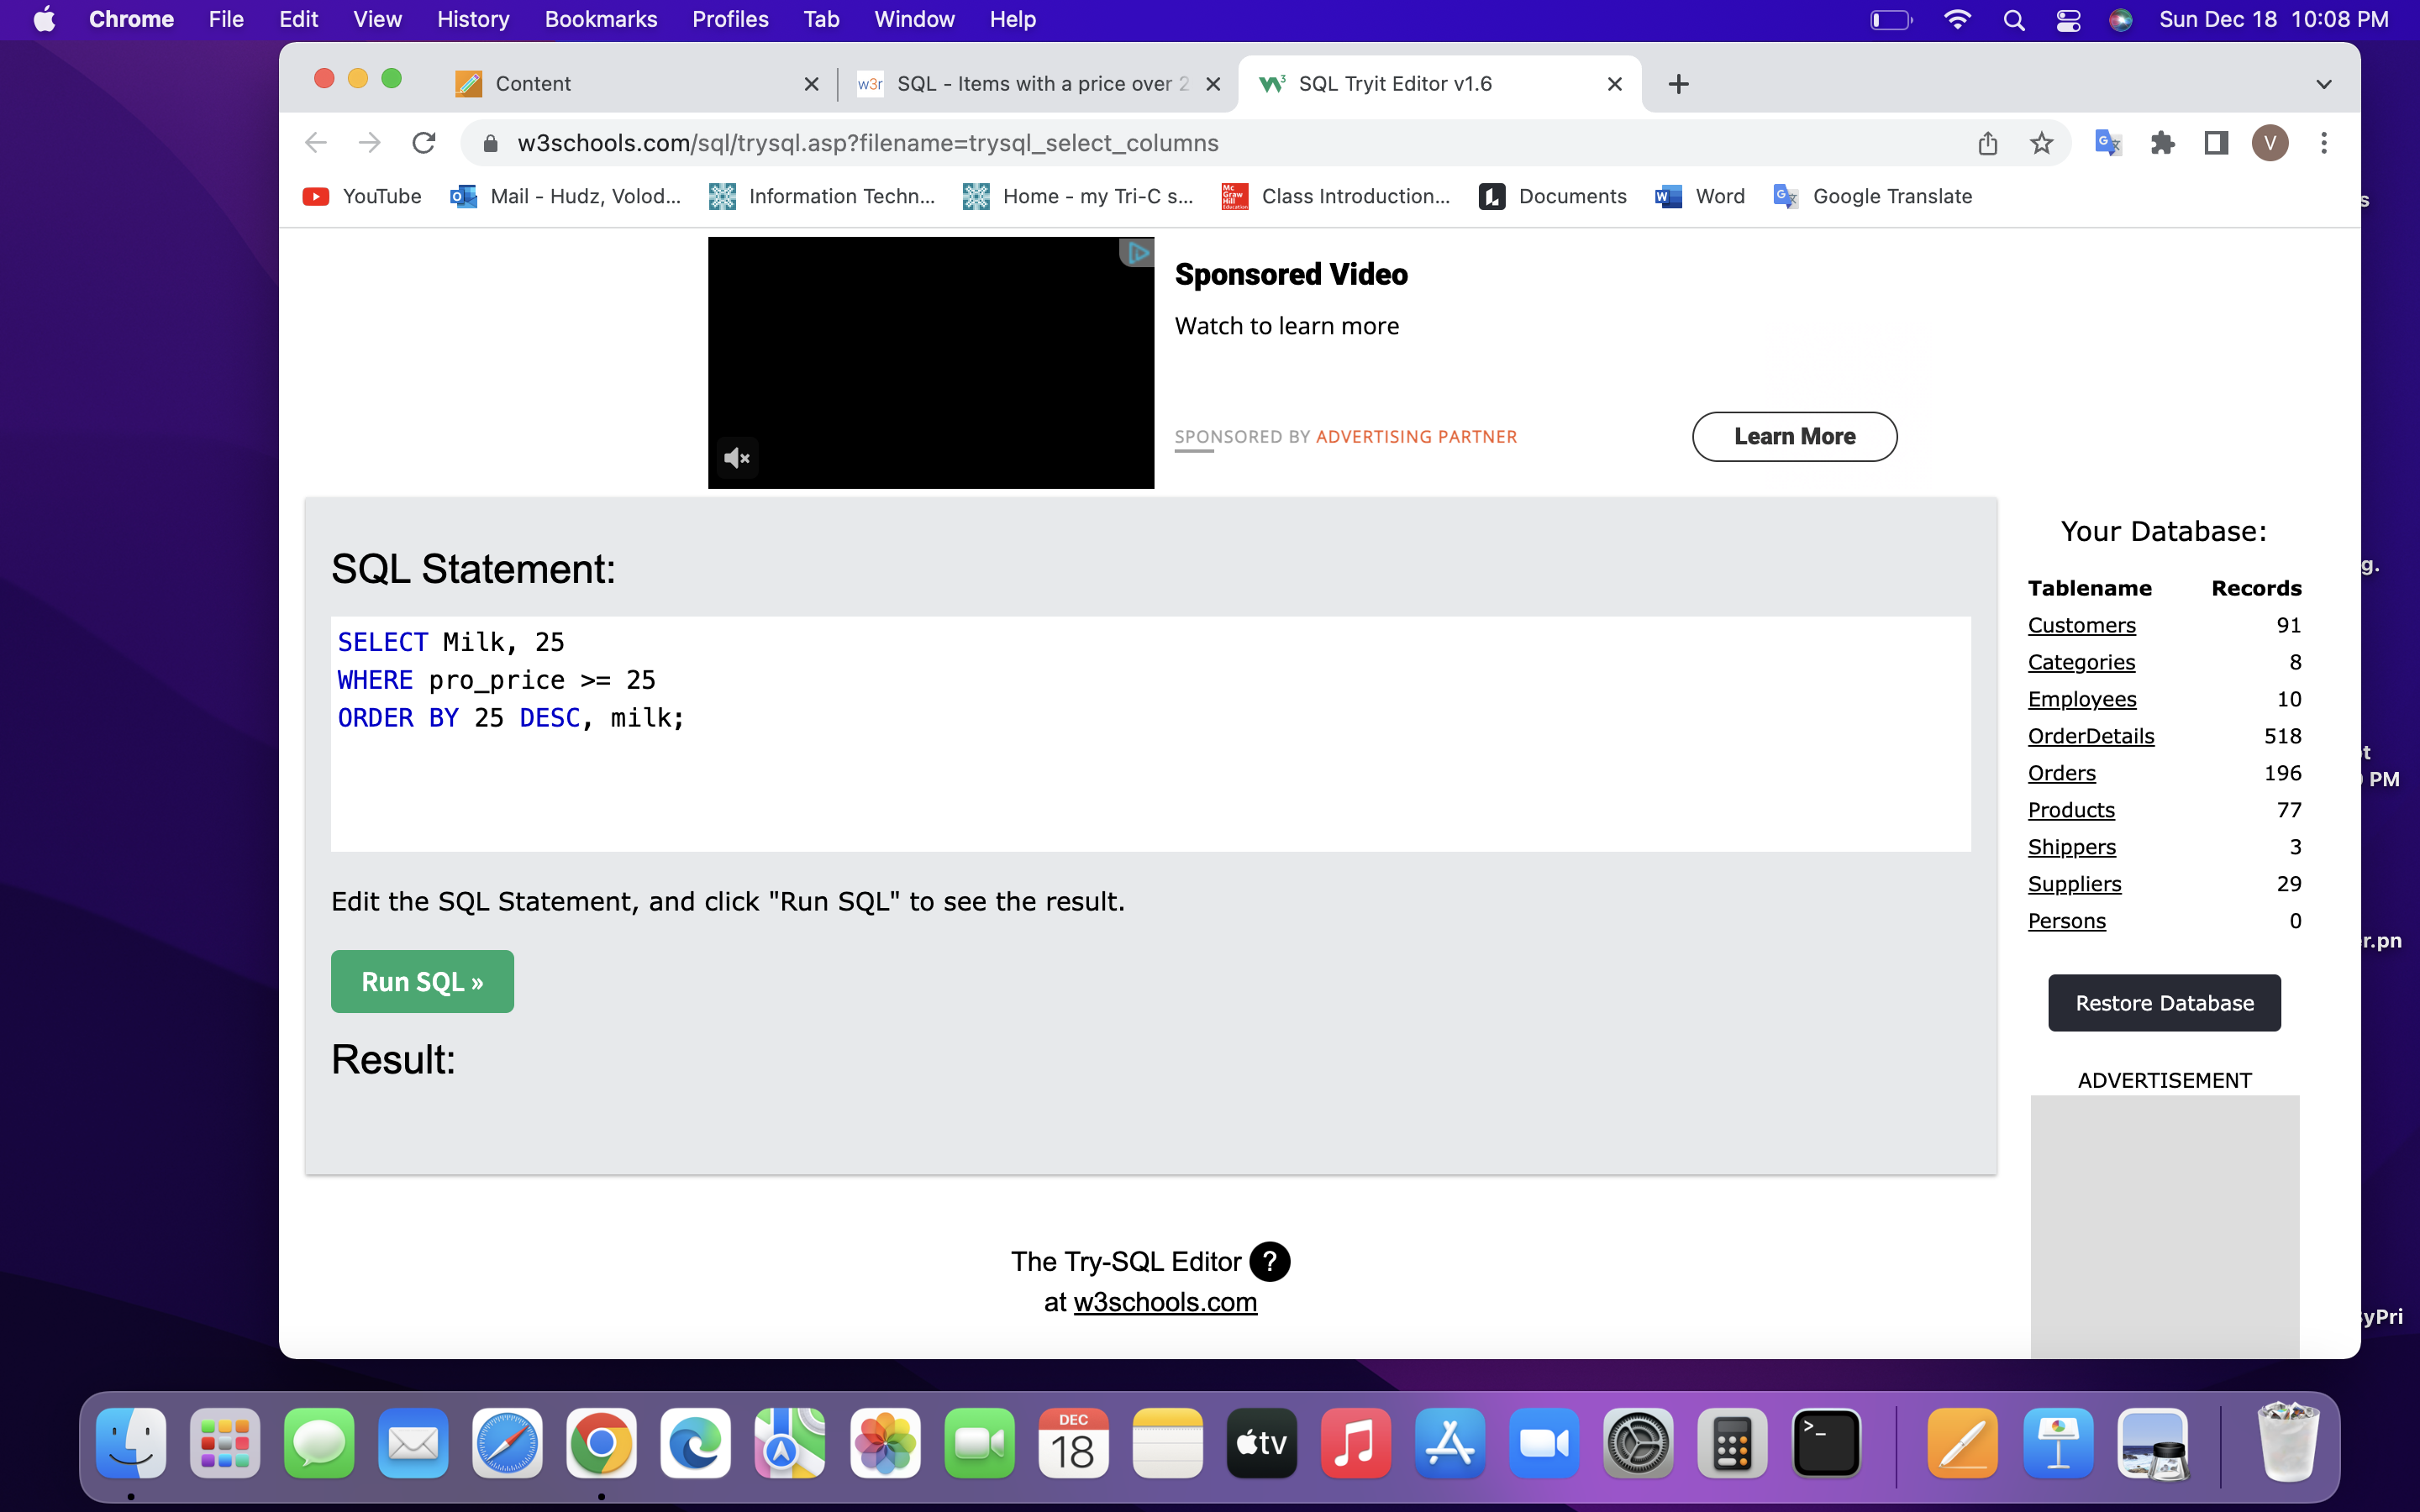 Chrome File Edit View History Bookmarks Profiles Tab Window Help Sun Dec 18 10:08 PM
Content SQL - Items with a price over 2 SQL Tryit Editor v1.6
w3schools.com/sql/trysql.asp?filename=trysql_select_columns V
YouTube Mail - Hudz, Volod... Information Techn... Home - my Tri-C s... Class Introduction... Documents Word Google Translate
Sponsored Video
Watch to learn more
SPONSORED BY ADVERTISING PARTNER
Learn More
SQL Statement:
SELECT Milk, 25
WHERE pro_price >= 25
ORDER BY 25 DESC, milk;
Edit the SQL Statement, and click "Run SQL" to see the result.
Run SQL »
Result:
The Try-SQL Editor ?
at w3schools.com
Your Database:
Tablename Records
Customers 91
Categories 8
Employees 10
OrderDetails 518
Orders 196
Products 77
Shippers 3
Suppliers 29
Persons 0
Restore Database
ADVERTISEMENT
s
g.
PM
r.pn
yPri
DEC
18
tv